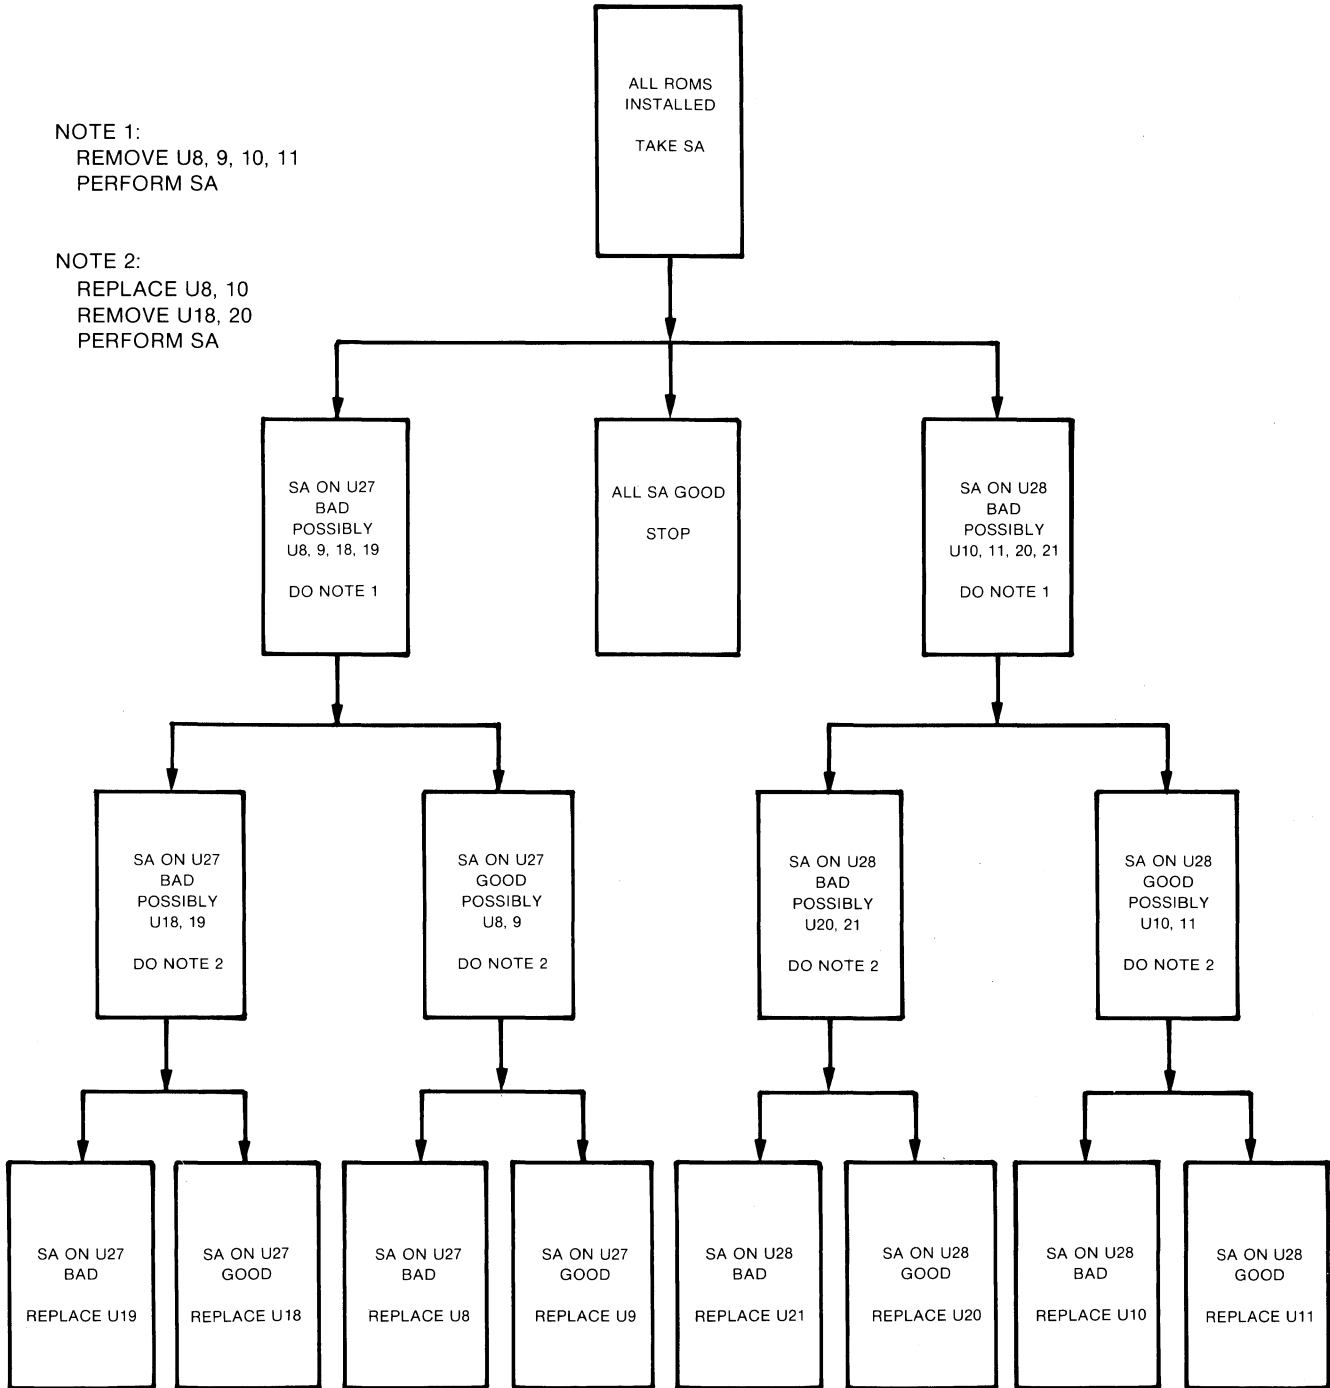 ALL ROMS
INSTALLED
TAKE SA
NOTE 1:
REMOVE U8, 9, 10, 11
PERFORM SA
NOTE 2:
REPLACE U8, 10
REMOVE U18, 20
PERFORM SA
SA ON U27
BAD
POSSIBLY
U8, 9, 18, 19
DO NOTE 1
ALL SA GOOD
STOP
SA ON U28
BAD
POSSIBLY
U10, 11, 20, 21
DO NOTE 1
SA ON U27
BAD
POSSIBLY
U18, 19
DO NOTE 2
SA ON U27
GOOD
POSSIBLY
U8, 9
DO NOTE 2
SA ON U28
BAD
POSSIBLY
U20, 21
DO NOTE 2
SA ON U28
GOOD
POSSIBLY
U10, 11
DO NOTE 2
SA ON U27
BAD
REPLACE U19
SA ON U27
GOOD
REPLACE U18
SA ON U27
BAD
REPLACE U8
SA ON U27
GOOD
REPLACE U9
SA ON U28
BAD
REPLACE U21
SA ON U28
GOOD
REPLACE U20
SA ON U28
BAD
REPLACE U10
SA ON U28
GOOD
REPLACE U11